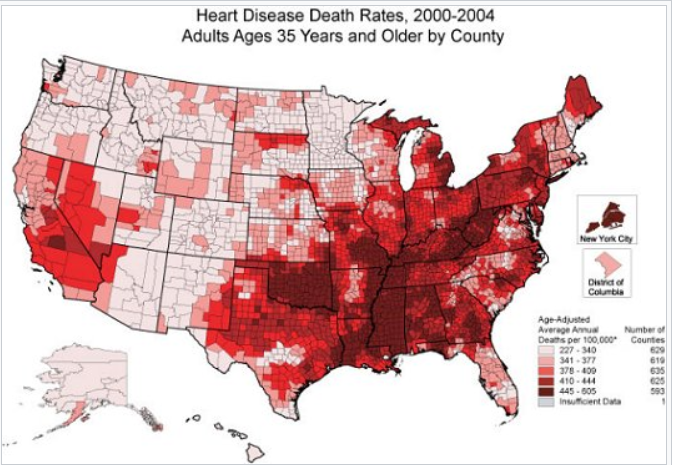 Heart Disease Death Rates, 2000-2004
Adults Ages 35 Years and Older by County
New York City
District of
Columbia
Age-Adjusted
Average Annual Number of
Deaths per 100,000* Counties
227 - 340 629
341 - 377 619
378 - 409 635
410 - 444 625
445 - 605 593
Insufficient Data 1